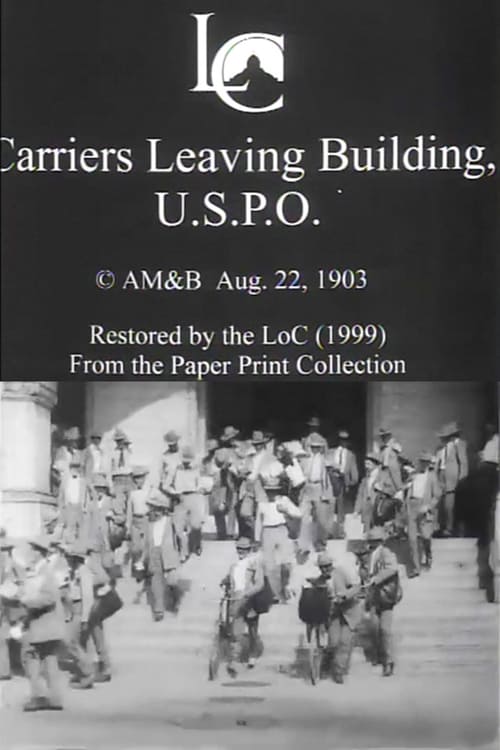 LC
Carriers Leaving Building,
U.S.P.O.
© AM&B Aug. 22, 1903
Restored by the LoC (1999)
From the Paper Print Collection